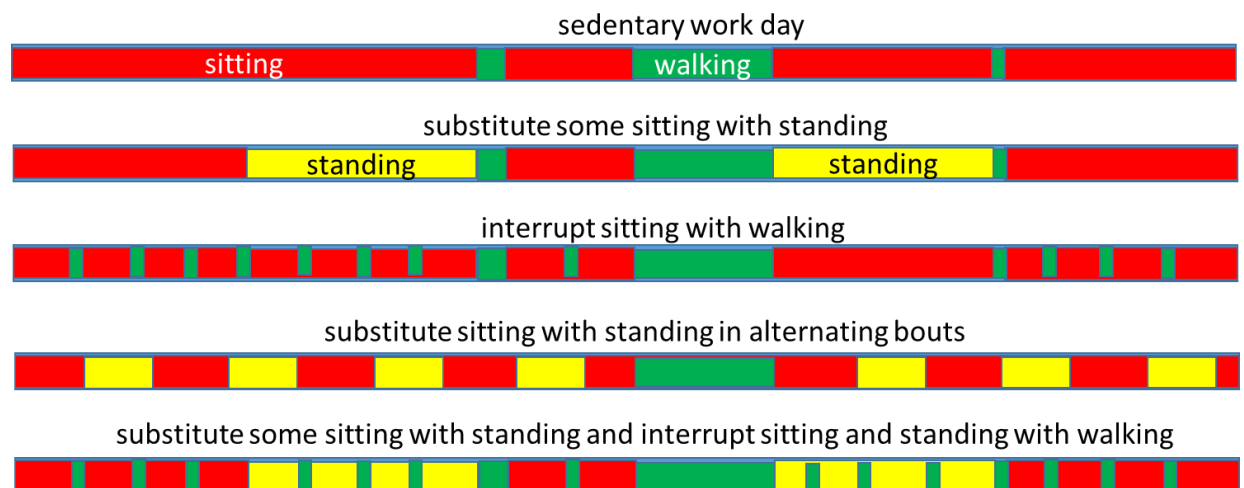 sedentary work day
sitting
walking
substitute some sitting with standing
standing
standing
interrupt sitting with walking
substitute sitting with standing in alternating bouts
substitute some sitting with standing and interrupt sitting and standing with walking